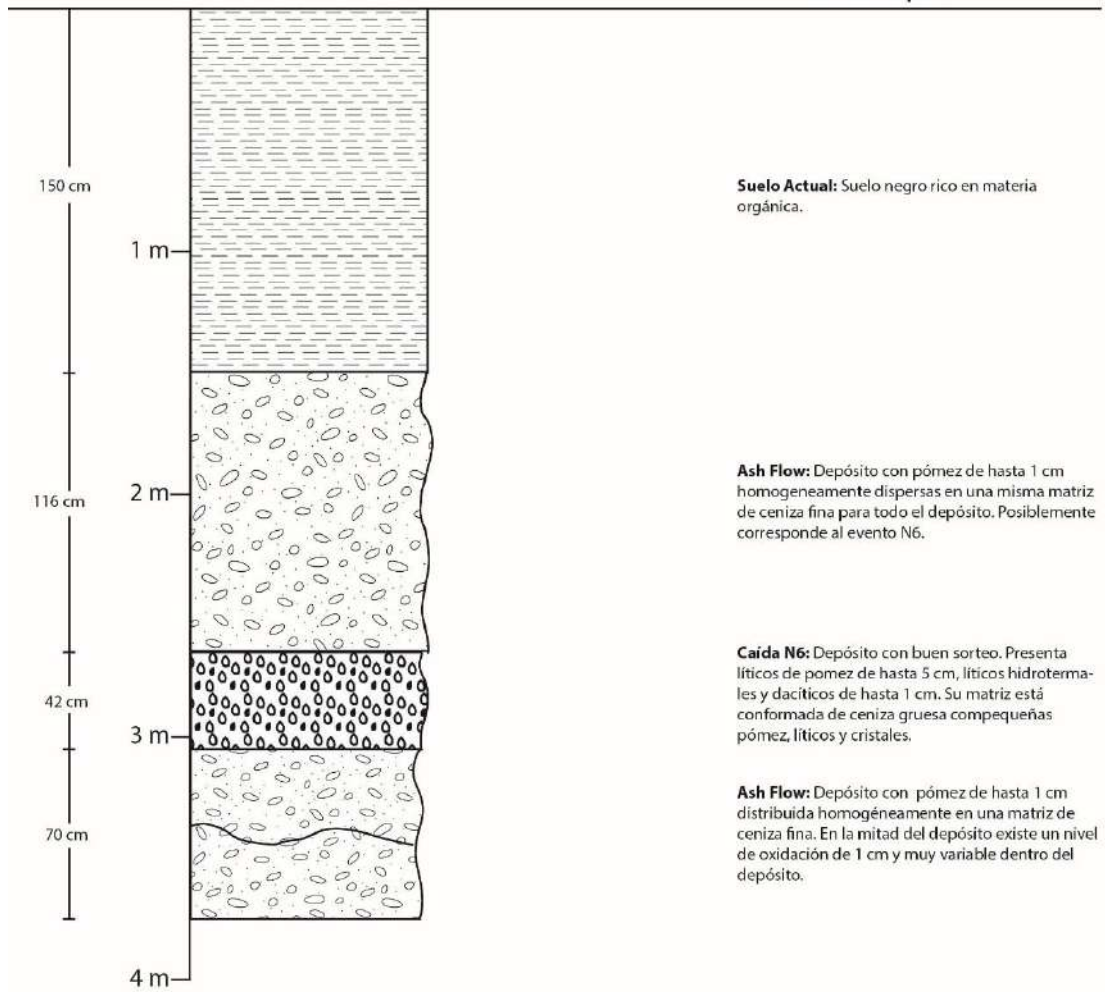 150 cm
1 m
Suelo Actual: Suelo negro rico en materia
orgánica.
116 cm
2 m
Ash Flow: Depósito con pómez de hasta 1 cm
homogeneamente dispersas en una misma matriz
de ceniza fina para todo el depósito. Posiblemente
corresponde al evento N6.
42 cm
3 m
Caída N6: Depósito con buen sorteo. Presenta
líticos de pomez de hasta 5 cm, líticos hidroterma-
les y dacíticos de hasta 1 cm. Su matriz está
conformada de ceniza gruesa compequeñas
pómez, líticos y cristales.
70 cm
Ash Flow: Depósito con pómez de hasta 1 cm
distribuida homogéneamente en una matriz de
ceniza fina. En la mitad del depósito existe un nivel
de oxidación de 1 cm y muy variable dentro del
depósito.
4 m